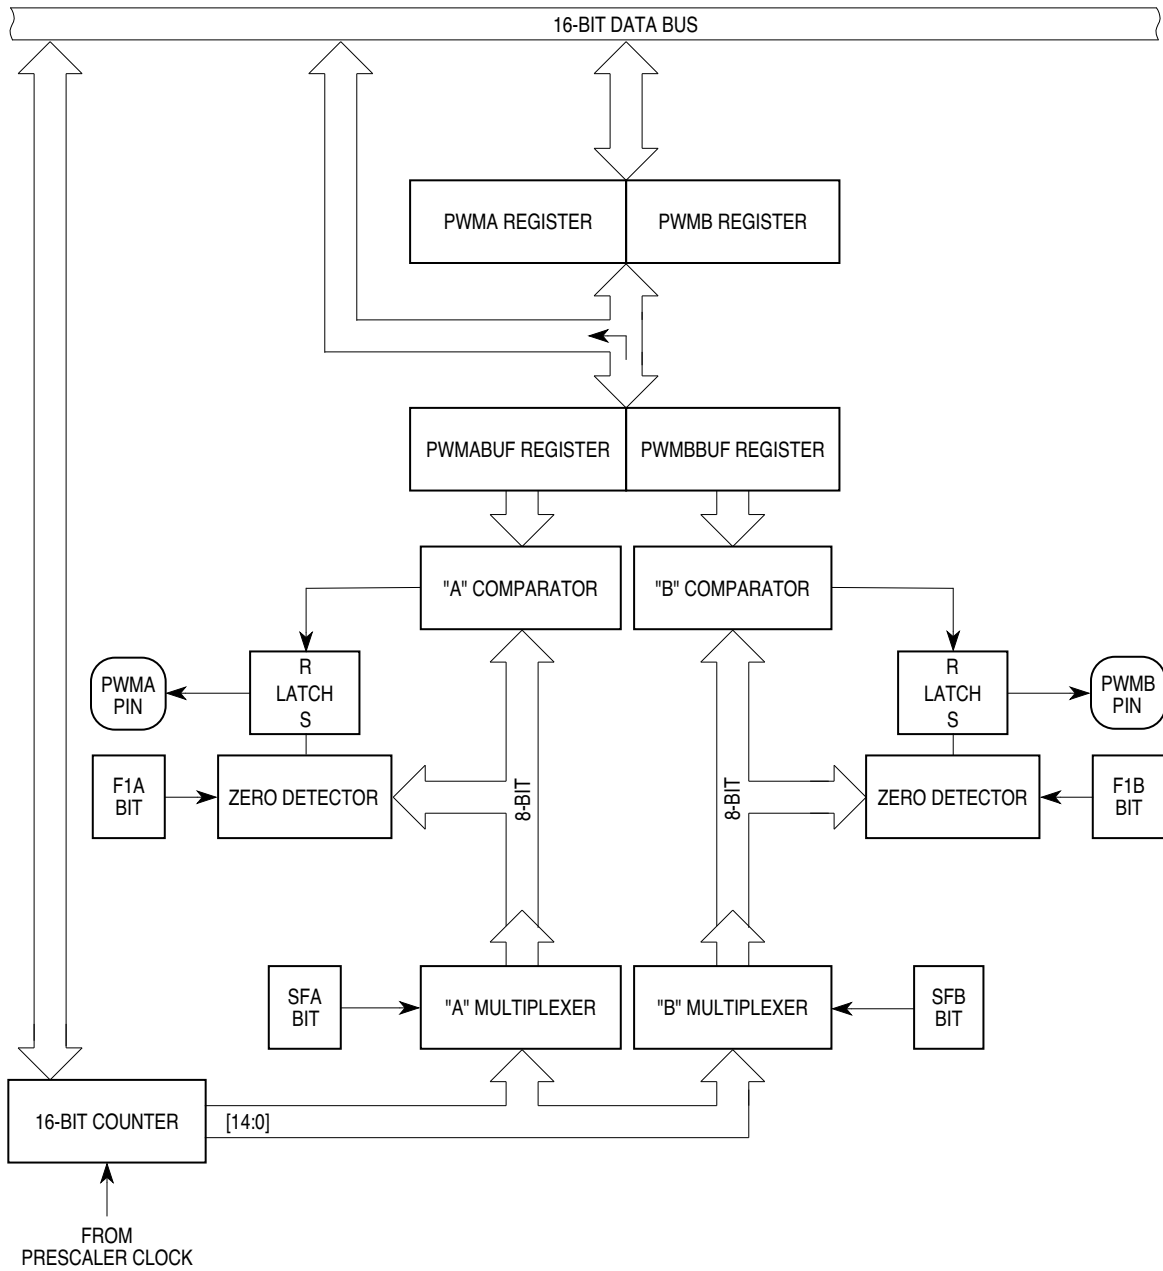 16-BIT DATA BUS
PWMA REGISTER
PWMB REGISTER
PWMABUF REGISTER
PWMBBUF REGISTER
"A" COMPARATOR
"B" COMPARATOR
PWMA
PIN
R
LATCH
S
R
LATCH
S
PWMB
PIN
F1A
BIT
ZERO DETECTOR
8-BIT
8-BIT
ZERO DETECTOR
F1B
BIT
SFA
BIT
"A" MULTIPLEXER
"B" MULTIPLEXER
SFB
BIT
16-BIT COUNTER
[14:0]
FROM
PRESCALER CLOCK